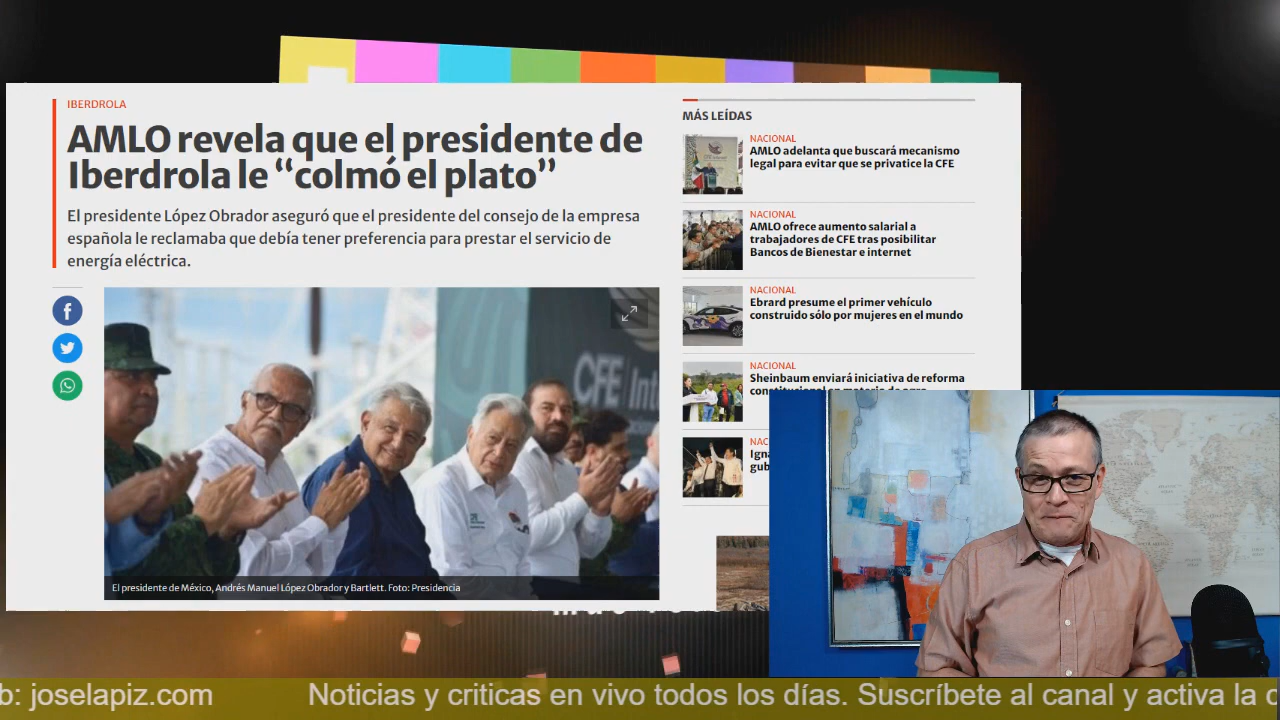 IBERDROLA
AMLO revela que el presidente de
Iberdrola le “colmó el plato”
El presidente López Obrador aseguró que el presidente del consejo de la empresa
española le reclamaba que debía tener preferencia para prestar el servicio de
energía eléctrica.
CFE
El presidente de México, Andrés Manuel López Obrador y Bartlett. Foto: Presidencia
MÁS LEÍDAS
NACIONAL
AMLO adelanta que buscará mecanismo
legal para evitar que se privatice la CFE
NACIONAL
AMLO ofrece aumento salarial a
trabajadores de CFE tras posibilitar
Bancos de Bienestar e internet
NACIONAL
Ebrard presume el primer vehículo
construido sólo por mujeres en el mundo
NACIONAL
Sheinbaum enviará iniciativa de reforma
b: joselapiz.com Noticias y criticas en vivo todos los días. Suscríbete al canal y activa la